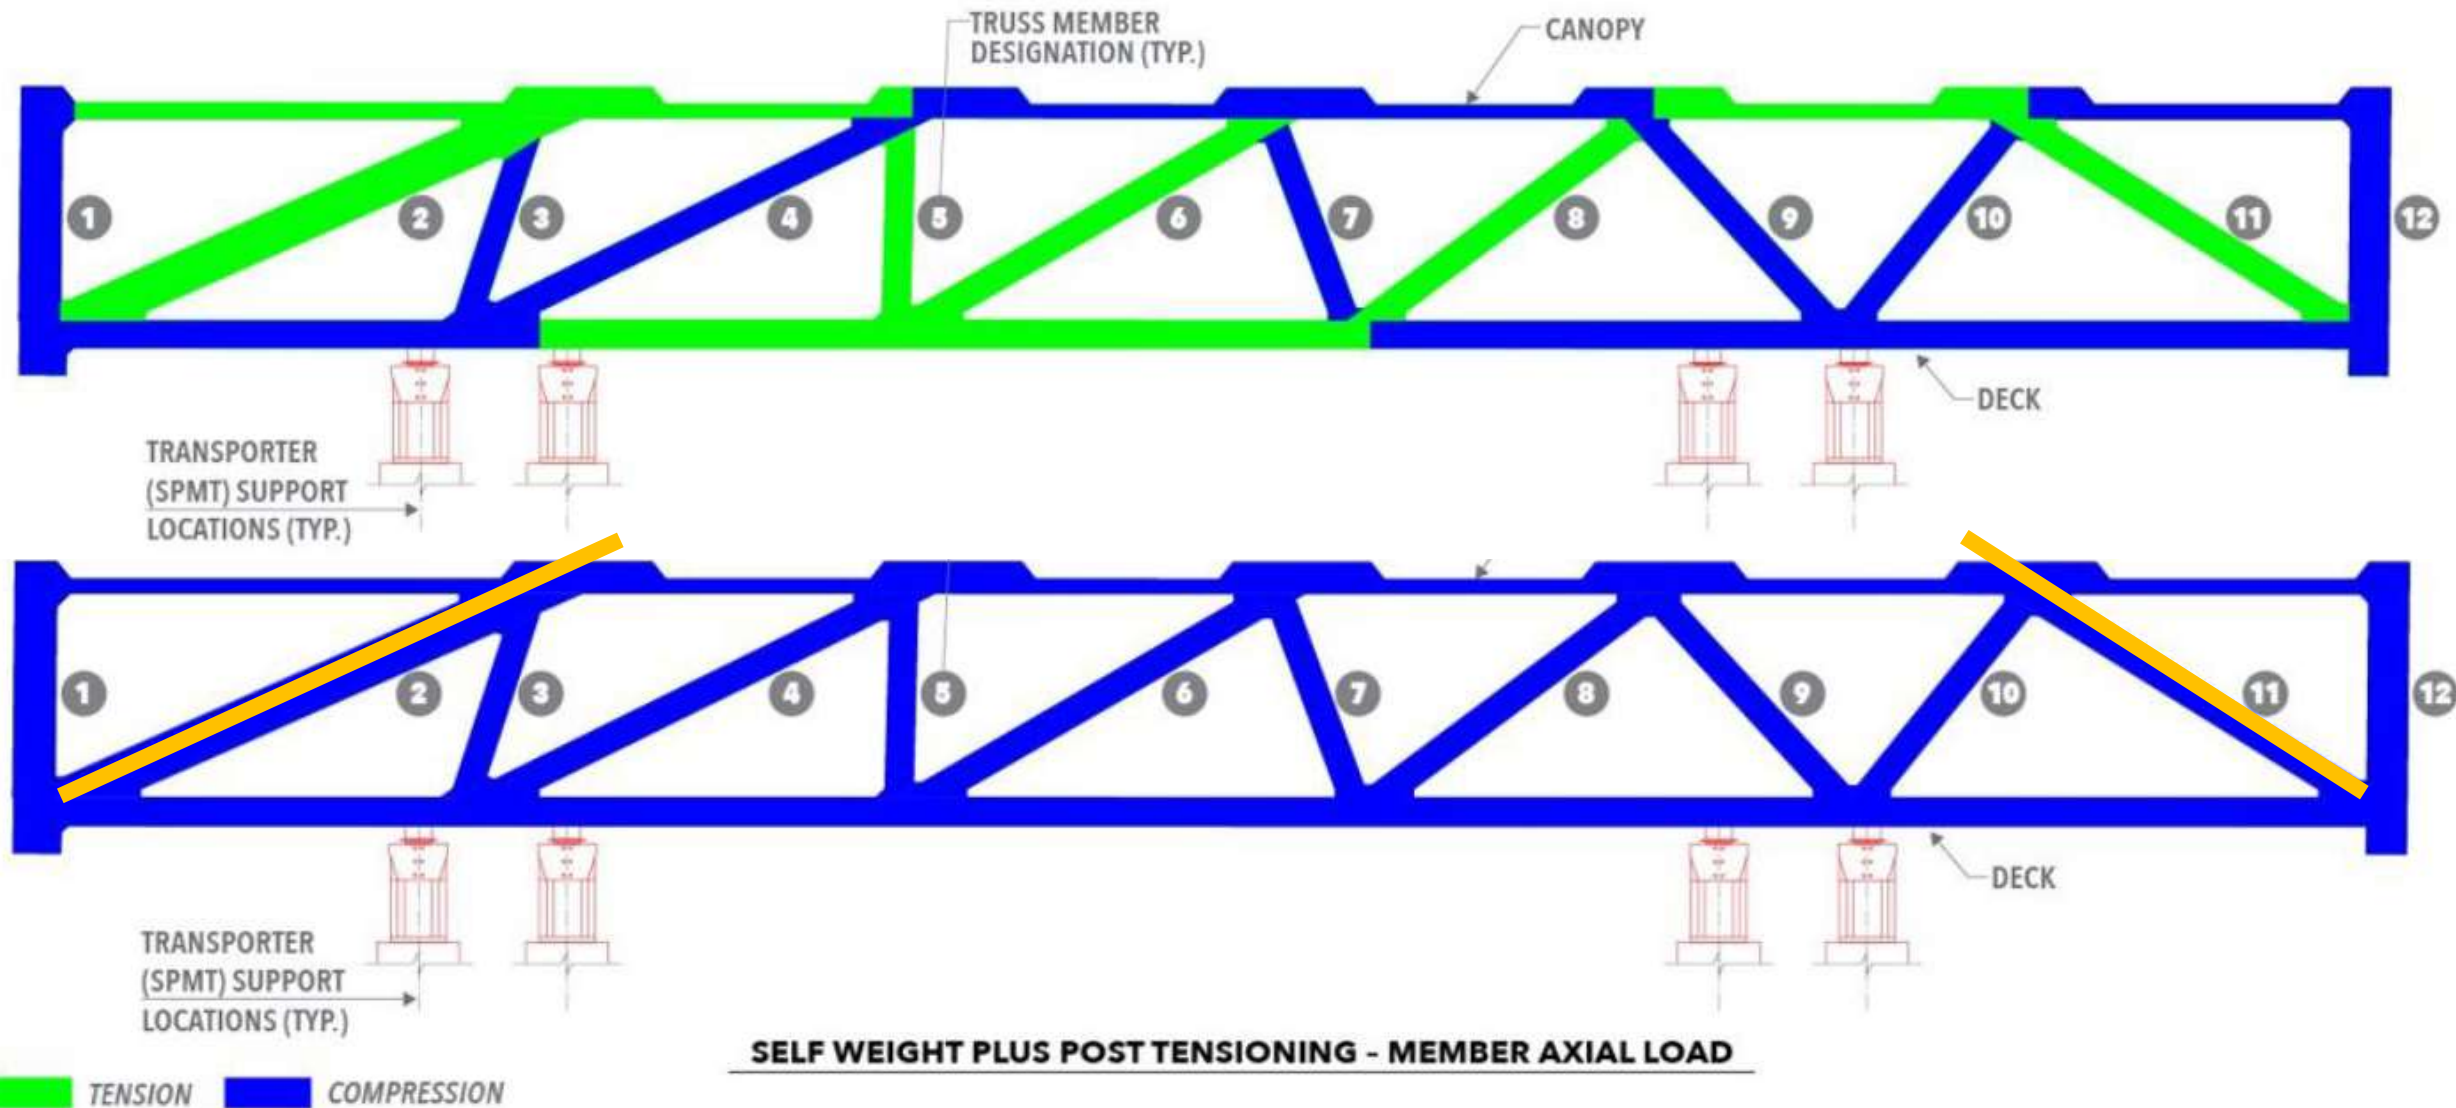 TRUSS MEMBER
DESIGNATION (TYP.)
CANOPY
1
2
3
4
5
6
7
8
9
10
11
12
DECK
TRANSPORTER
(SPMT) SUPPORT
LOCATIONS (TYP.)
1
2
3
4
5
6
7
8
9
10
11
12
DECK
TRANSPORTER
(SPMT) SUPPORT
LOCATIONS (TYP.)
SELF WEIGHT PLUS POST TENSIONING - MEMBER AXIAL LOAD
TENSION
COMPRESSION